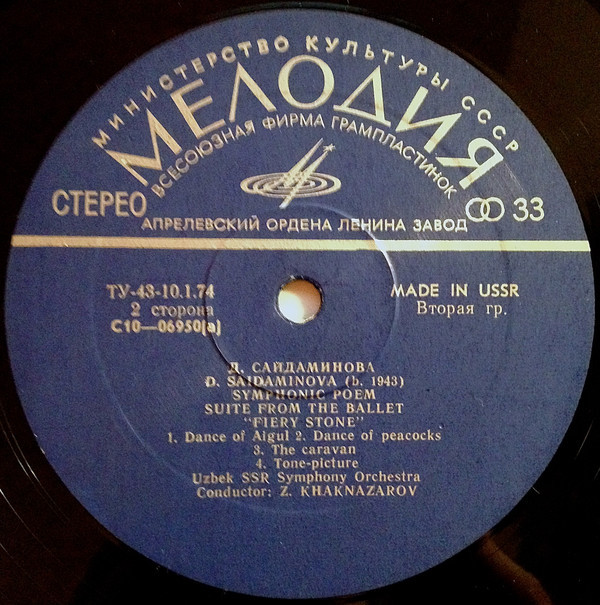 МИНИСТЕРСТВО КУЛЬТУРЫ СССР
МЕЛОДИЯ
ВСЕСОЮЗНАЯ ФИРМА ГРАМПЛАСТИНОК
СТЕРЕО
33
АПРЕЛЕВСКИЙ ОРДЕНА ЛЕНИНА ЗАВОД
ТУ-43-10.1.74
2 сторона
С10—06950(а)
MADE IN USSR
Вторая гр.
Д. САЙДАМИНОВА
D. SAIDAMINOVA (b. 1943)
SYMPHONIC POEM
SUITE FROM THE BALLET
"FIERY STONE"
1. Dance of Aigul 2. Dance of peacocks
3. The caravan
4. Tone-picture
Uzbek SSR Symphony Orchestra
Conductor: Z. KHAKNAZAROV